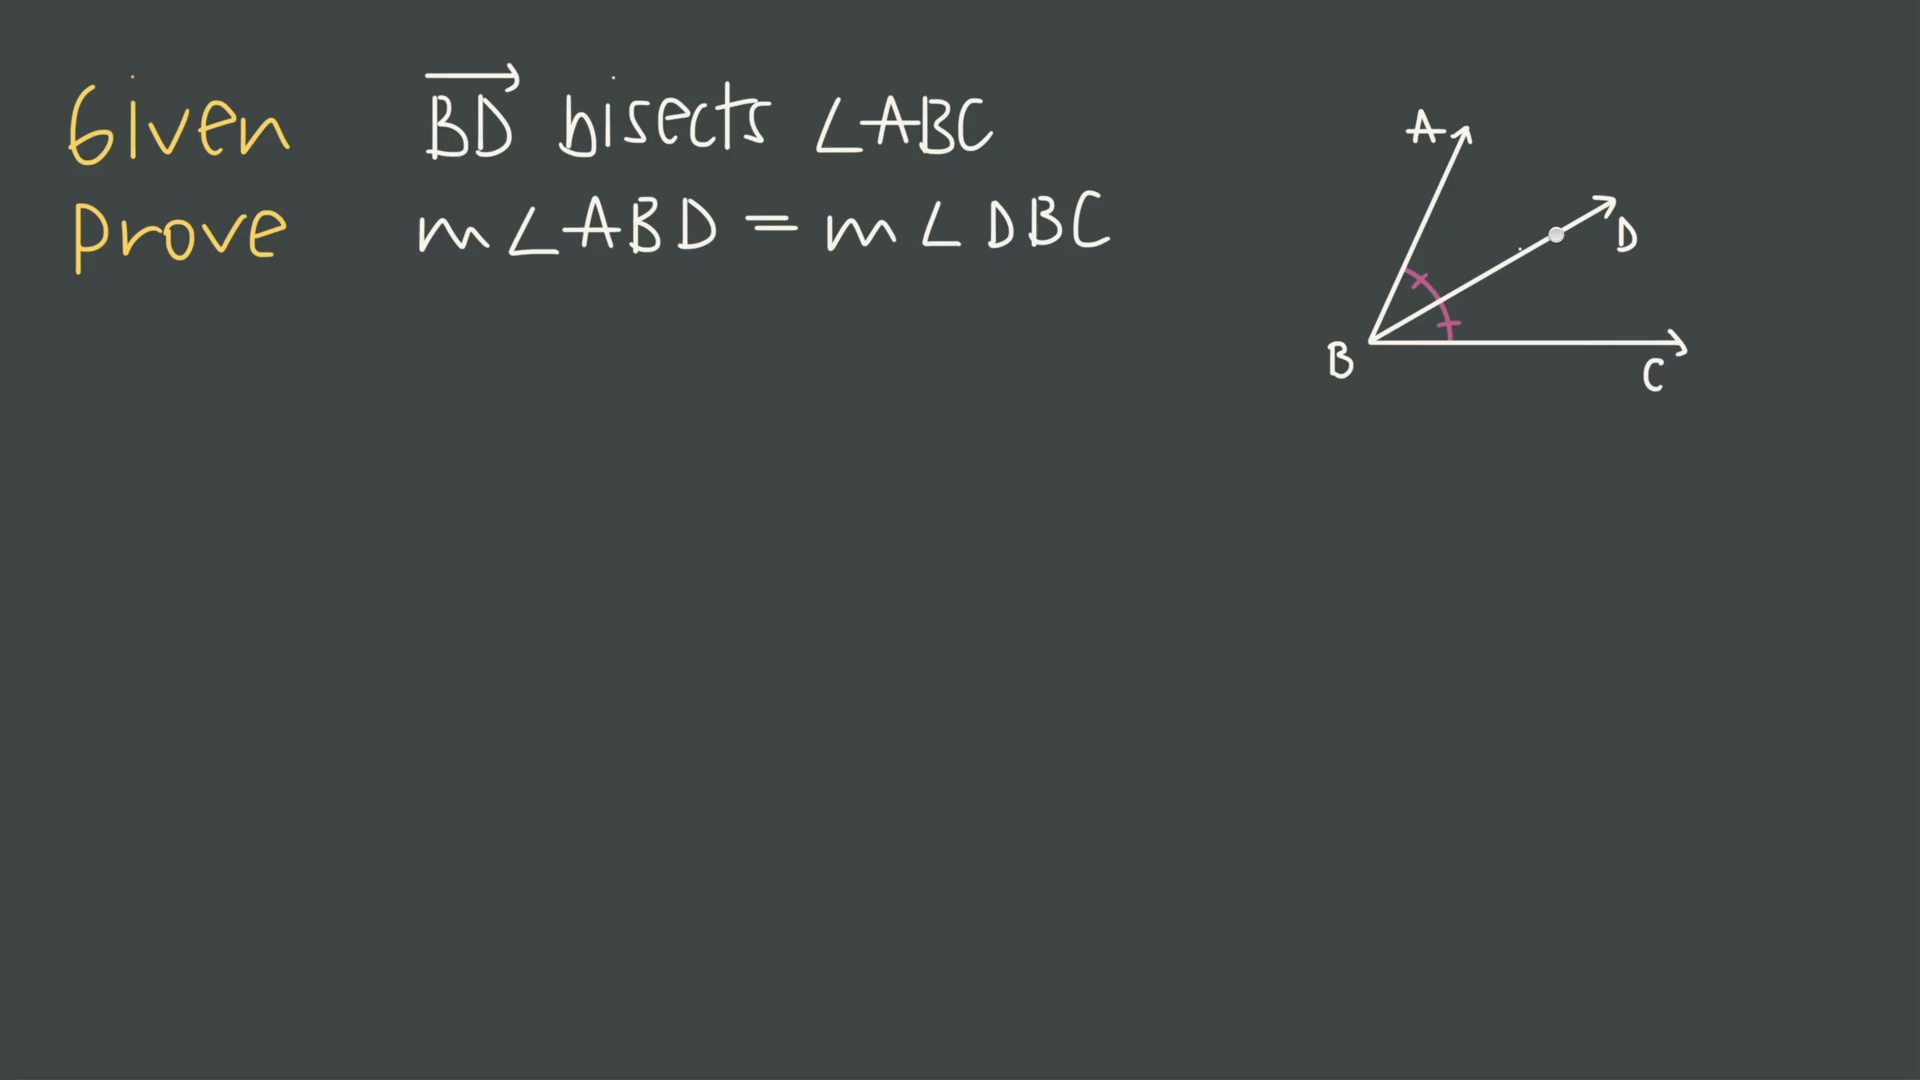 Given BD bisects ∠ABC
Prove m∠ABD = m∠DBC
A
D
B
C